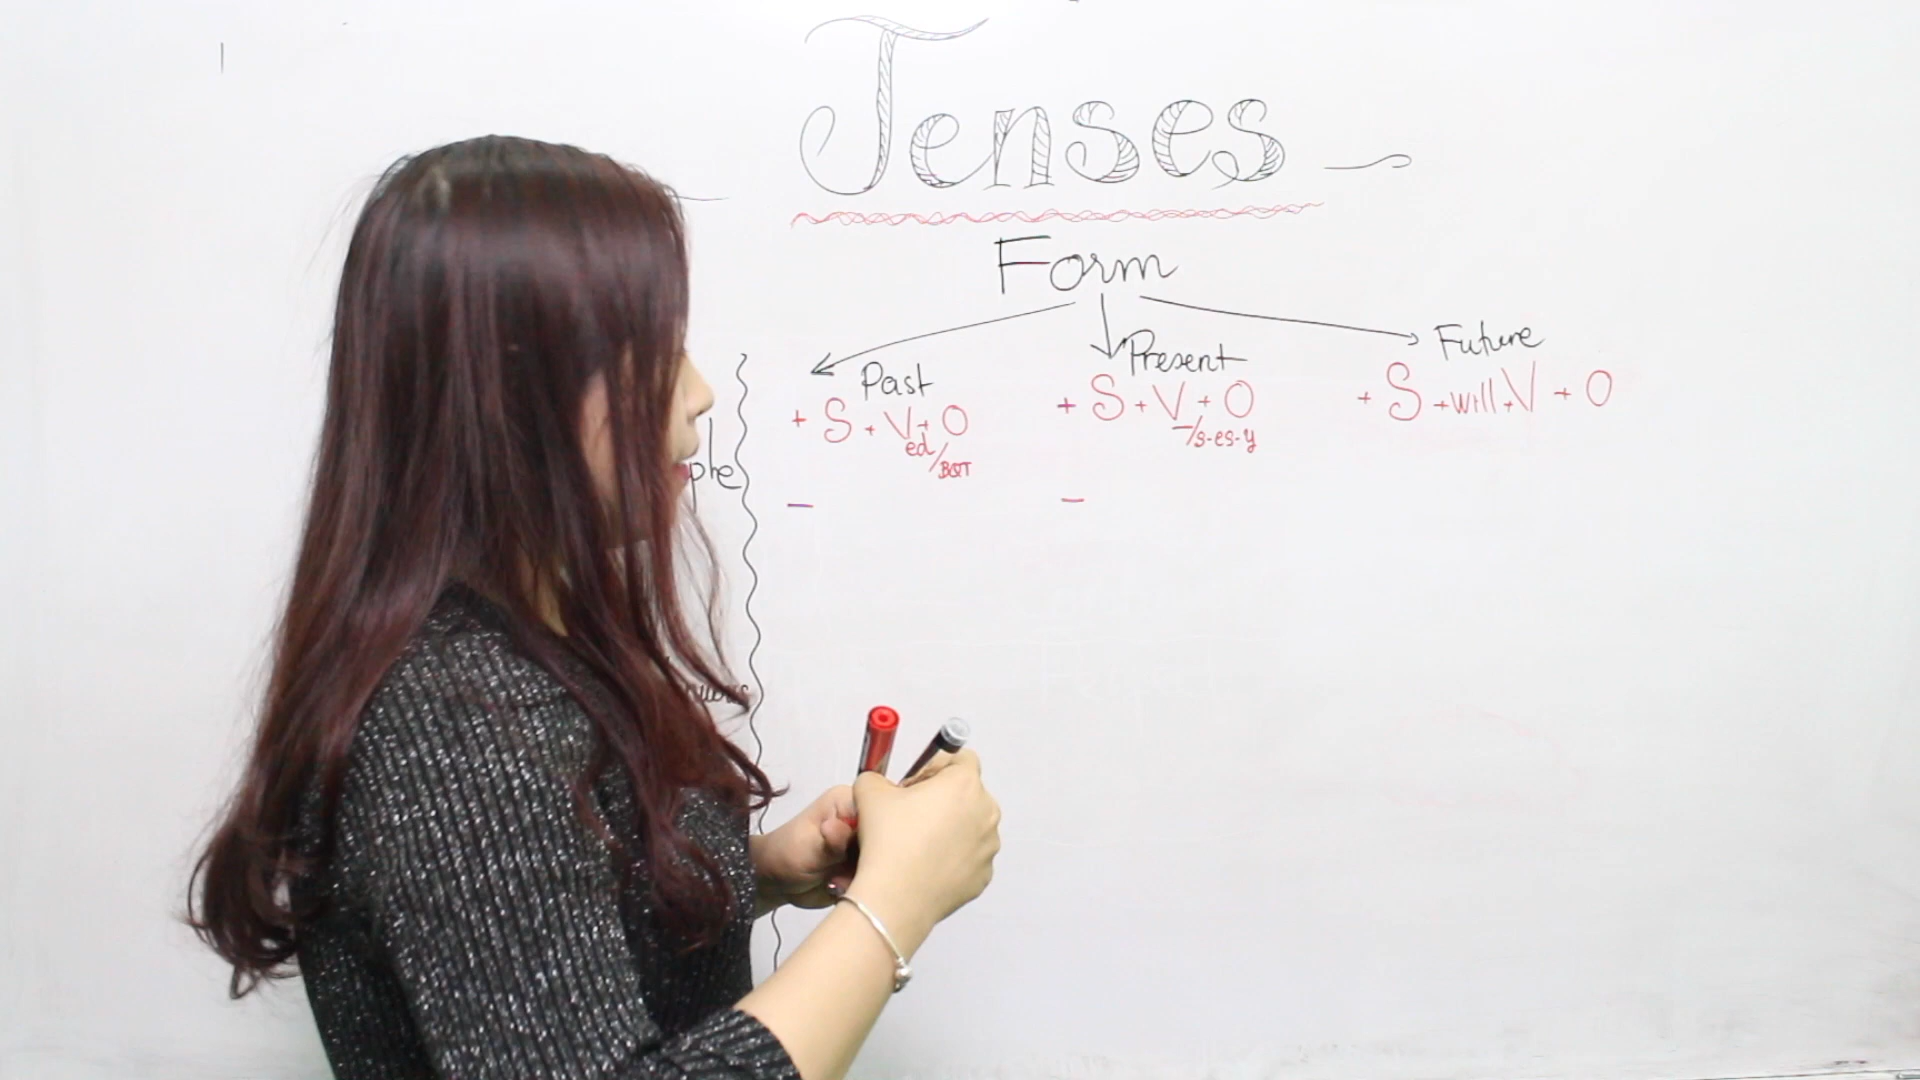 Tenses
Form
Past
Present
Future
+ S + V + O
ed/BQT
+ S + V + O
-/s-es-y
+ S + will + V + O
-
-